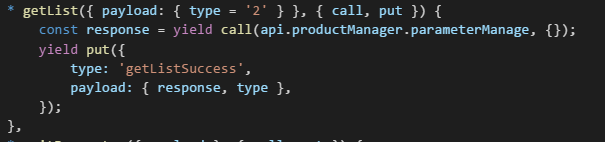 * getList({ payload: { type = '2' } }, { call, put }) {
const response = yield call(api.productManager.parameterManage, {});
yield put({
type: 'getListSuccess',
payload: { response, type },
});
},